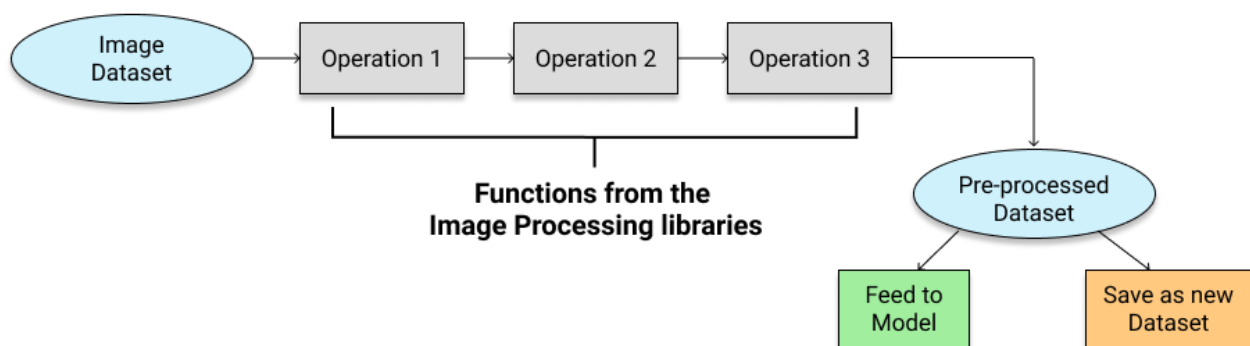 Image
Dataset
Operation 1
Operation 2
Operation 3
Functions from the
Image Processing libraries
Pre-processed
Dataset
Feed to
Model
Save as new
Dataset